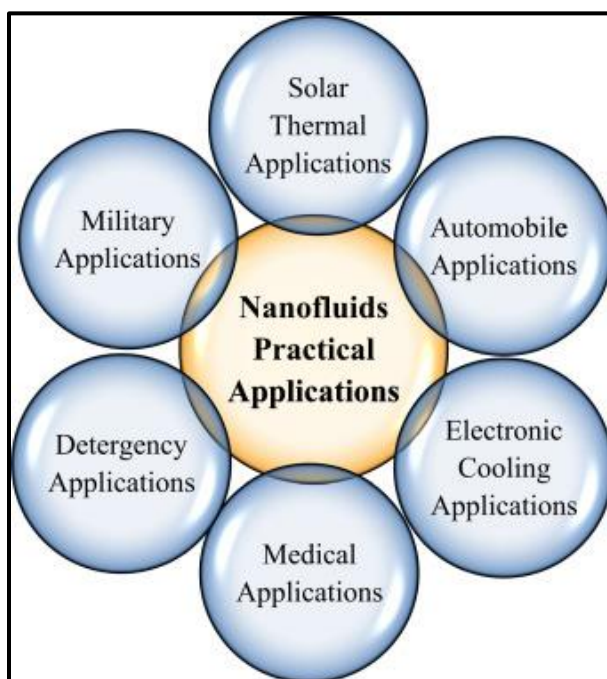 Solar
Thermal
Applications
Automobile
Applications
Electronic
Cooling
Applications
Medical
Applications
Detergency
Applications
Military
Applications
Nanofluids
Practical
Applications